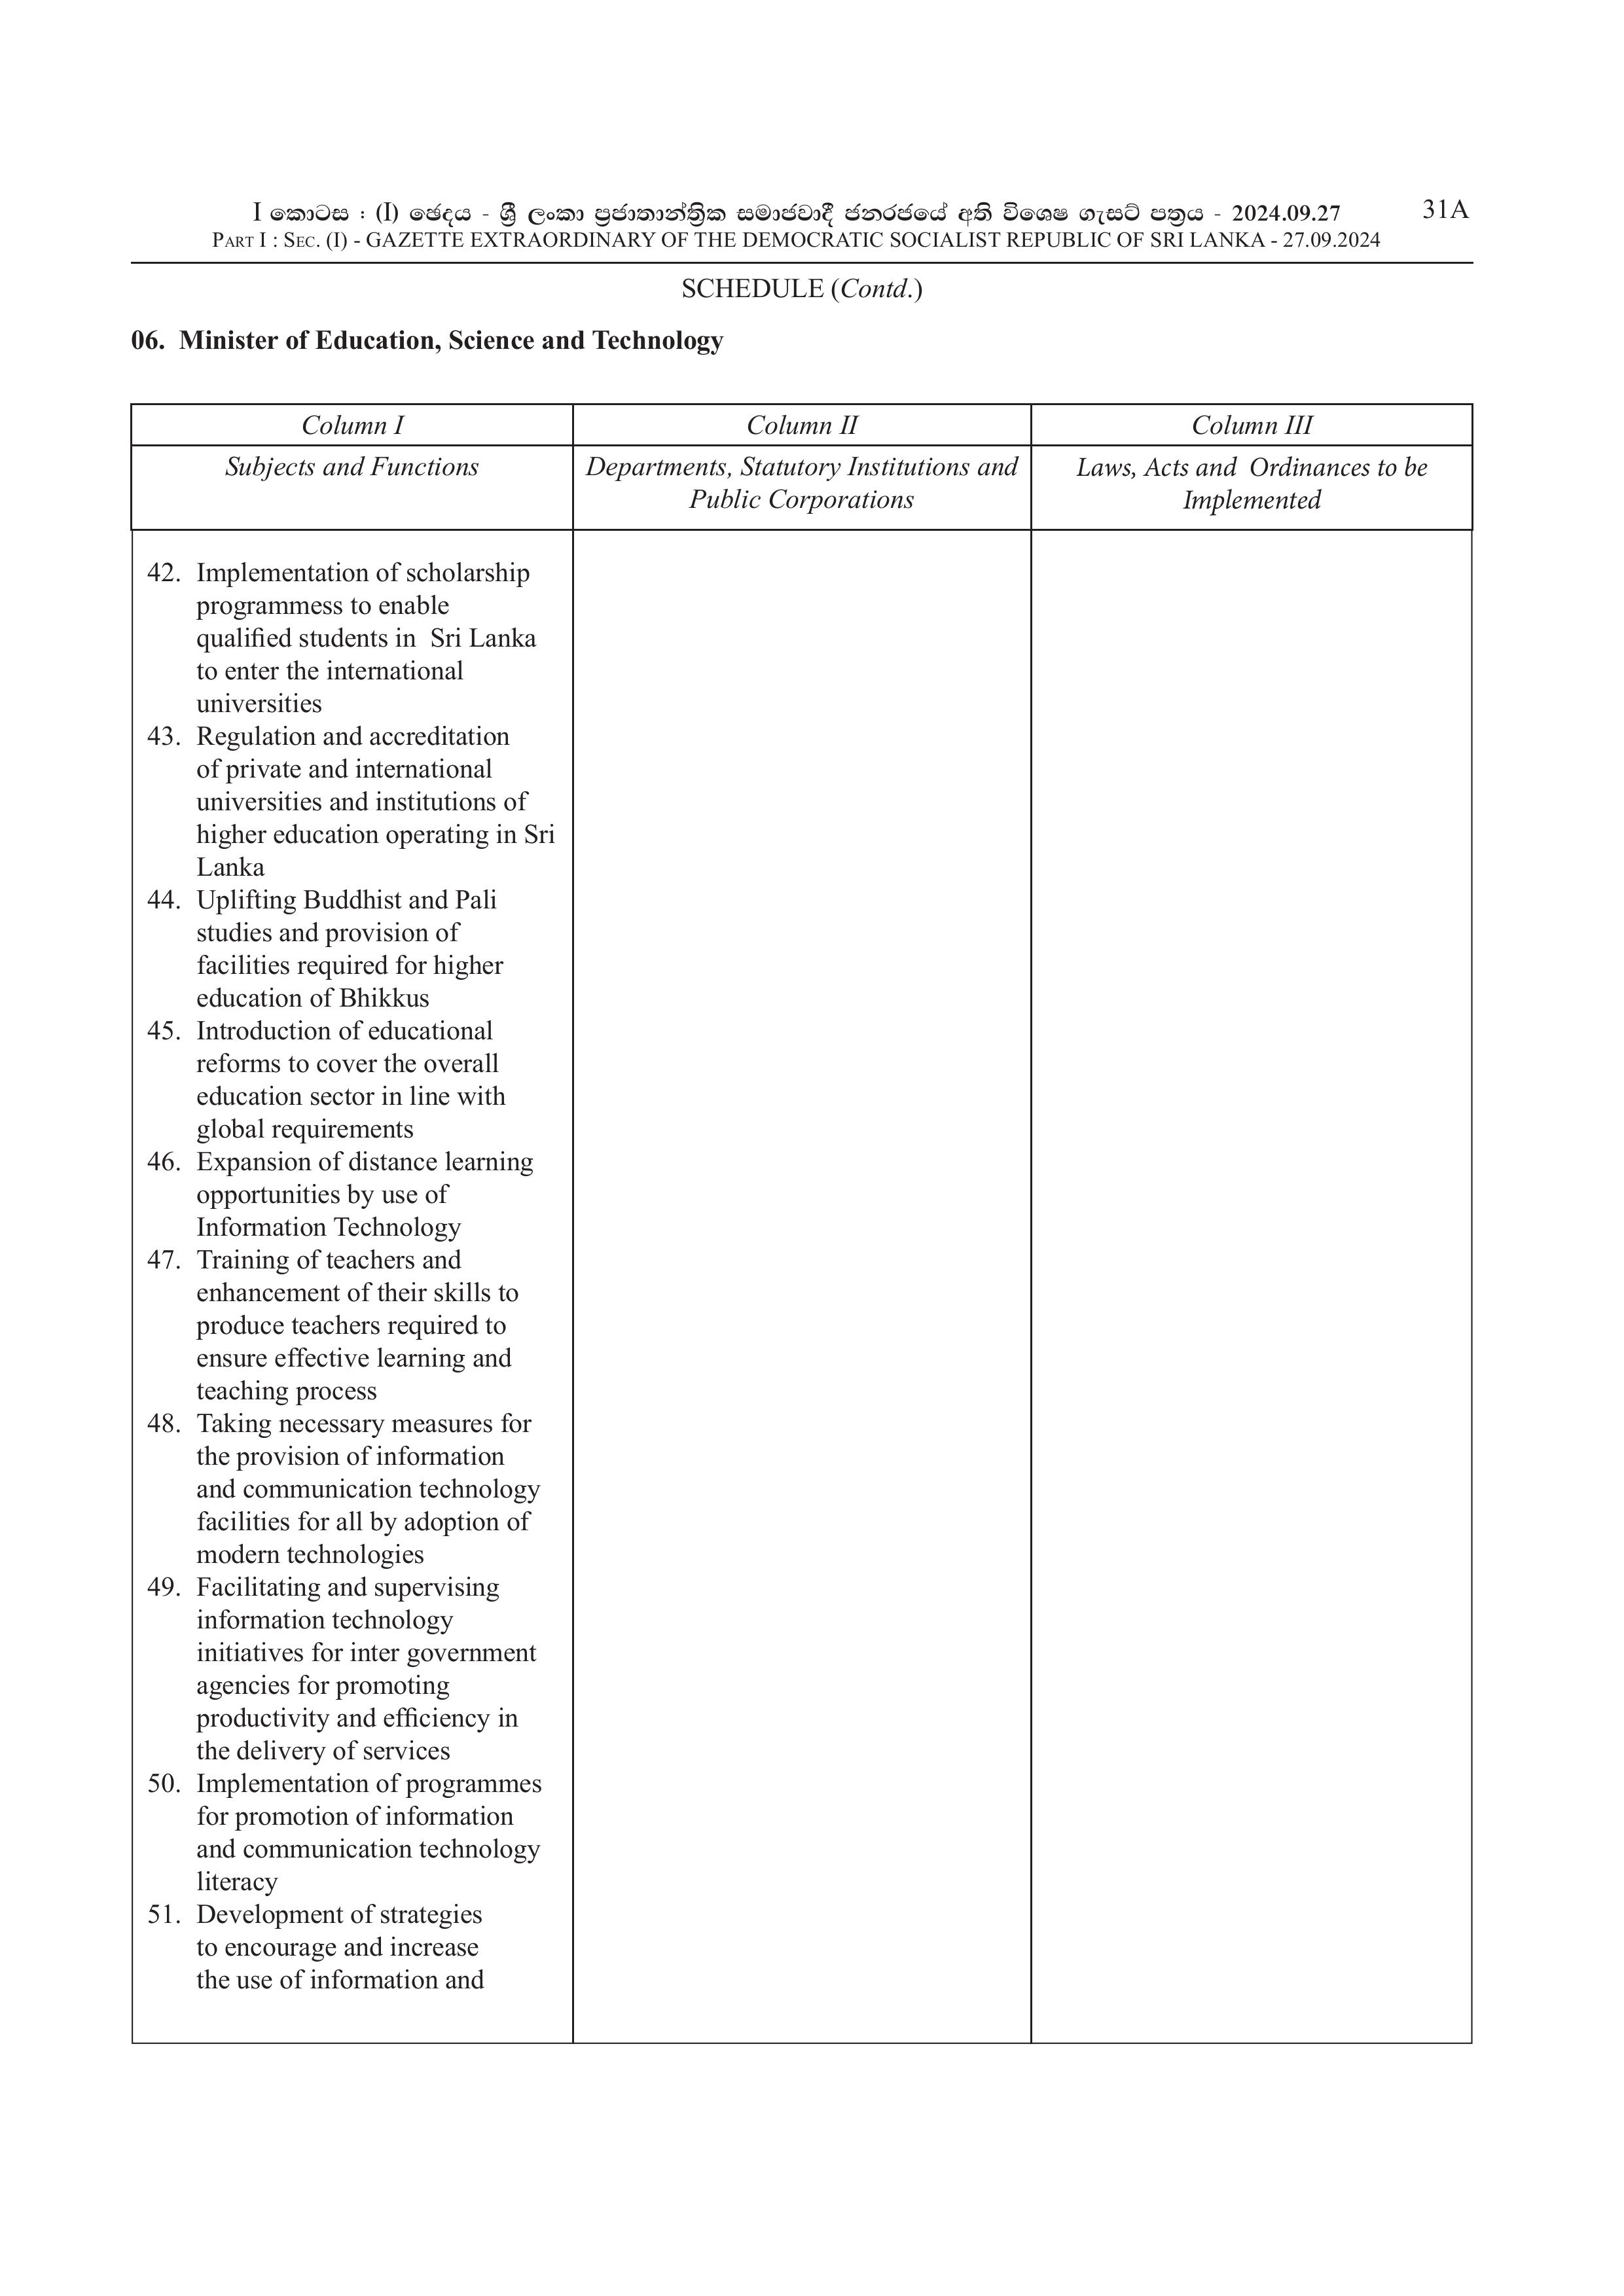 I කොටස : (I) ඡෙදය - ශ්‍රී ලංකා ප්‍රජාතාන්ත්‍රික සමාජවාදී ජනරජයේ අති විශෙෂ ගැසට් පත්‍රය - 2024.09.27
31A
PART I : SEC. (I) - GAZETTE EXTRAORDINARY OF THE DEMOCRATIC SOCIALIST REPUBLIC OF SRI LANKA - 27.09.2024
SCHEDULE (Contd.)
06. Minister of Education, Science and Technology
Column I
Column II
Column III
Subjects and Functions
Departments, Statutory Institutions and
Public Corporations
Laws, Acts and Ordinances to be
Implemented
42. Implementation of scholarship
programmess to enable
qualified students in Sri Lanka
to enter the international
universities
43. Regulation and accreditation
of private and international
universities and institutions of
higher education operating in Sri
Lanka
44. Uplifting Buddhist and Pali
studies and provision of
facilities required for higher
education of Bhikkus
45. Introduction of educational
reforms to cover the overall
education sector in line with
global requirements
46. Expansion of distance learning
opportunities by use of
Information Technology
47. Training of teachers and
enhancement of their skills to
produce teachers required to
ensure effective learning and
teaching process
48. Taking necessary measures for
the provision of information
and communication technology
facilities for all by adoption of
modern technologies
49. Facilitating and supervising
information technology
initiatives for inter government
agencies for promoting
productivity and efficiency in
the delivery of services
50. Implementation of programmes
for promotion of information
and communication technology
literacy
51. Development of strategies
to encourage and increase
the use of information and